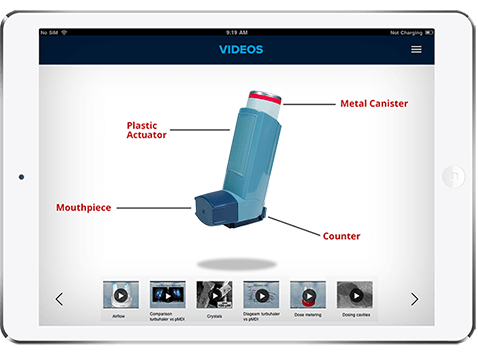 No SIM
9:19 AM
Not Charging
VIDEOS
Metal Canister
Plastic
Actuator
Mouthpiece
Counter
Airflow
Comparison
turbuhaler vs pMDI
Crystals
Diagram turbuhaler
vs pMDI
Dose metering
Dosing cavities